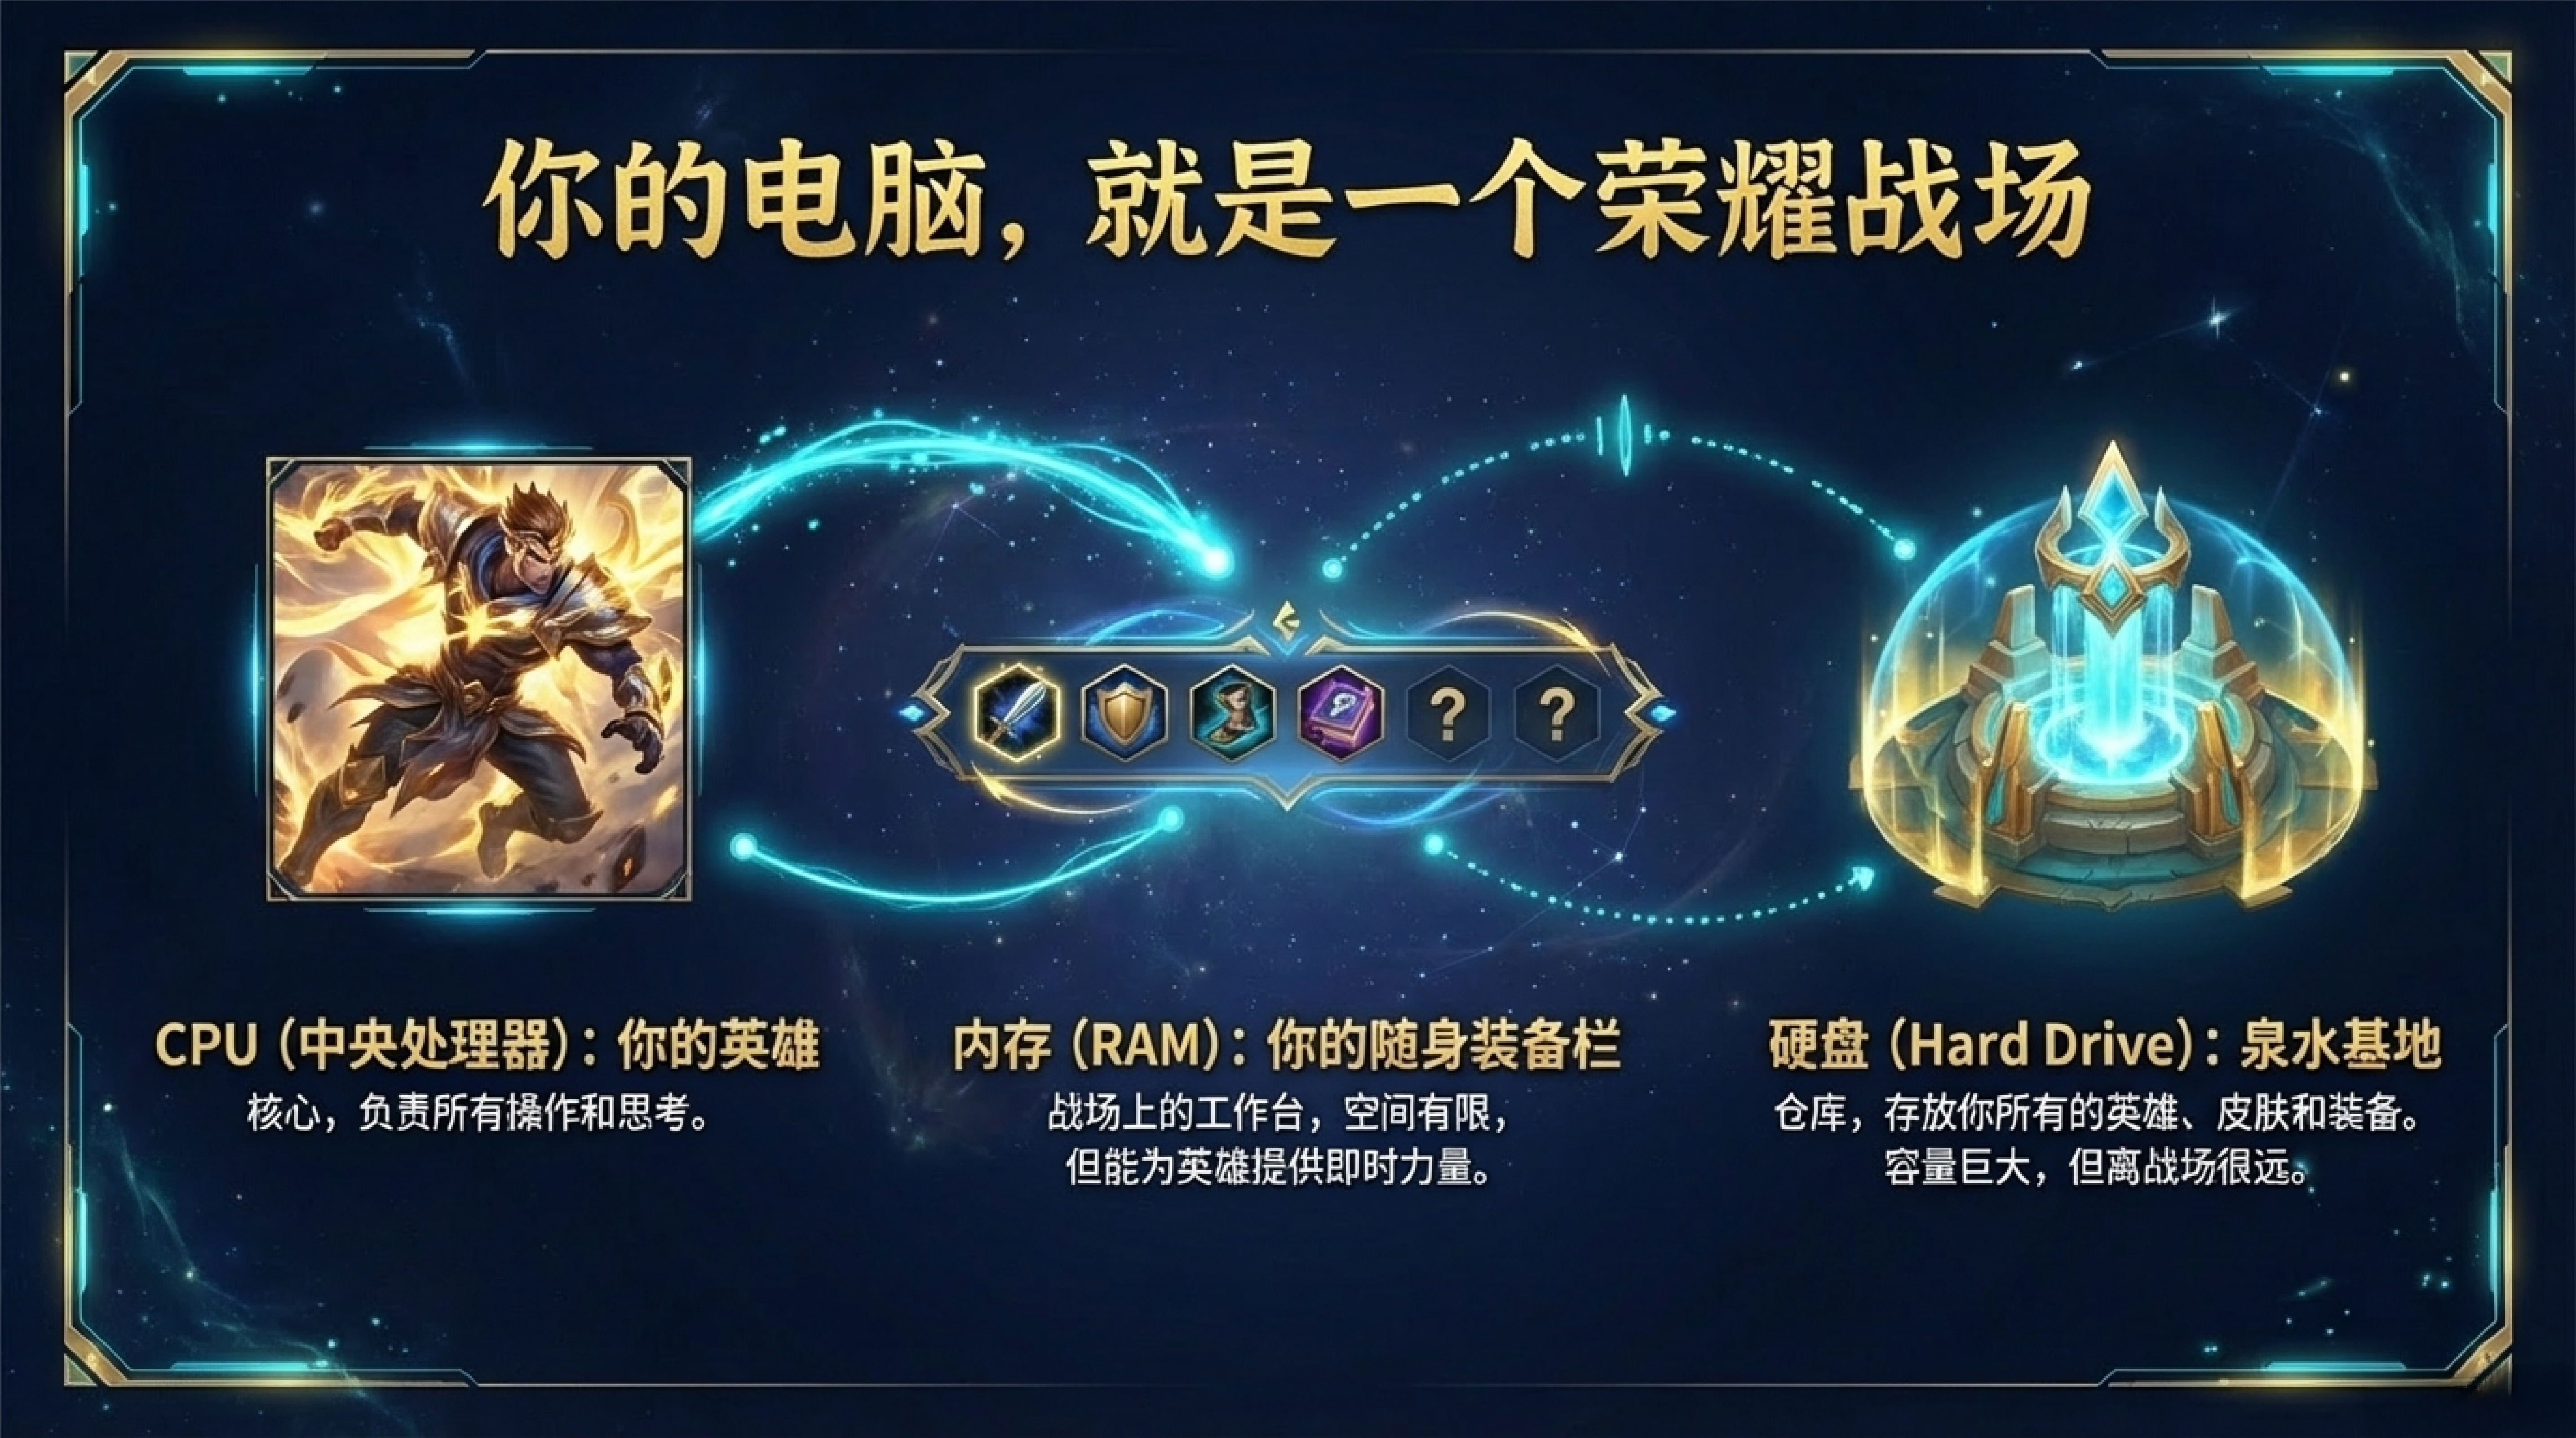 你的电脑，就是一个荣耀战场
? ?
CPU（中央处理器）：你的英雄
核心，负责所有操作和思考。
内存（RAM）：你的随身装备栏
战场上的工作台，空间有限，
但能为英雄提供即时力量。
硬盘（Hard Drive）：泉水基地
仓库，存放你所有的英雄、皮肤和装备。
容量巨大，但离战场很远。